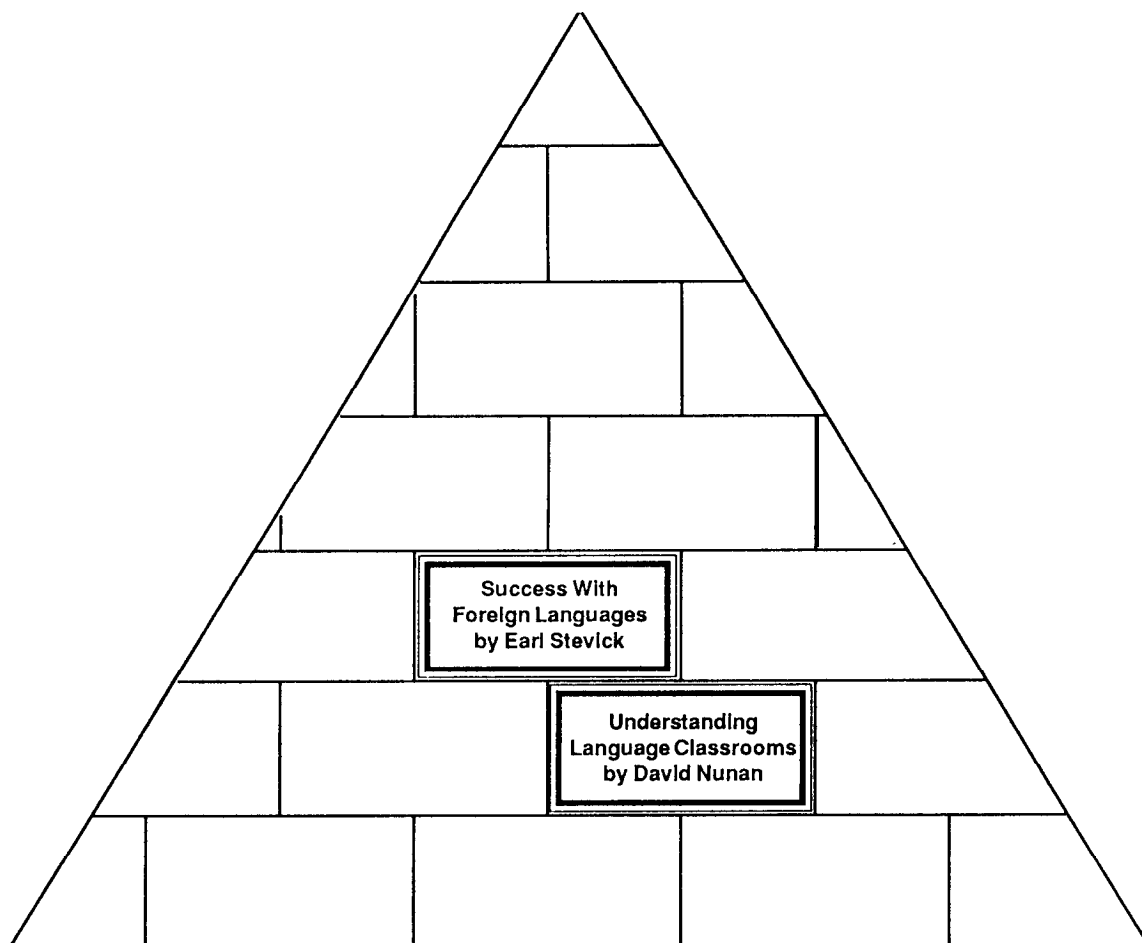 Success With
Foreign Languages
by Earl Stevick
Understanding
Language Classrooms
by David Nunan